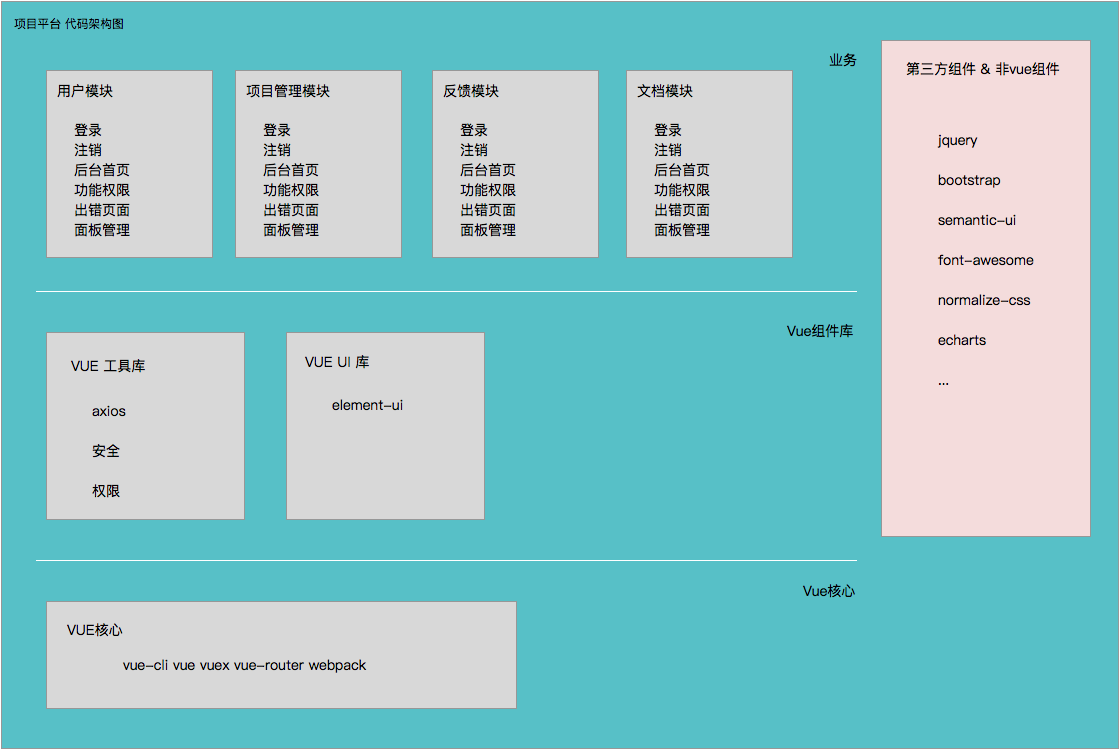 项目平台 代码架构图
业务
用户模块
登录
注销
后台首页
功能权限
出错页面
面板管理
项目管理模块
登录
注销
后台首页
功能权限
出错页面
面板管理
反馈模块
登录
注销
后台首页
功能权限
出错页面
面板管理
文档模块
登录
注销
后台首页
功能权限
出错页面
面板管理
第三方组件 & 非vue组件
jquery
bootstrap
semantic-ui
font-awesome
normalize-css
echarts
...
Vue组件库
VUE 工具库
axios
安全
权限
VUE UI 库
element-ui
Vue核心
VUE核心
vue-cli vue vuex vue-router webpack